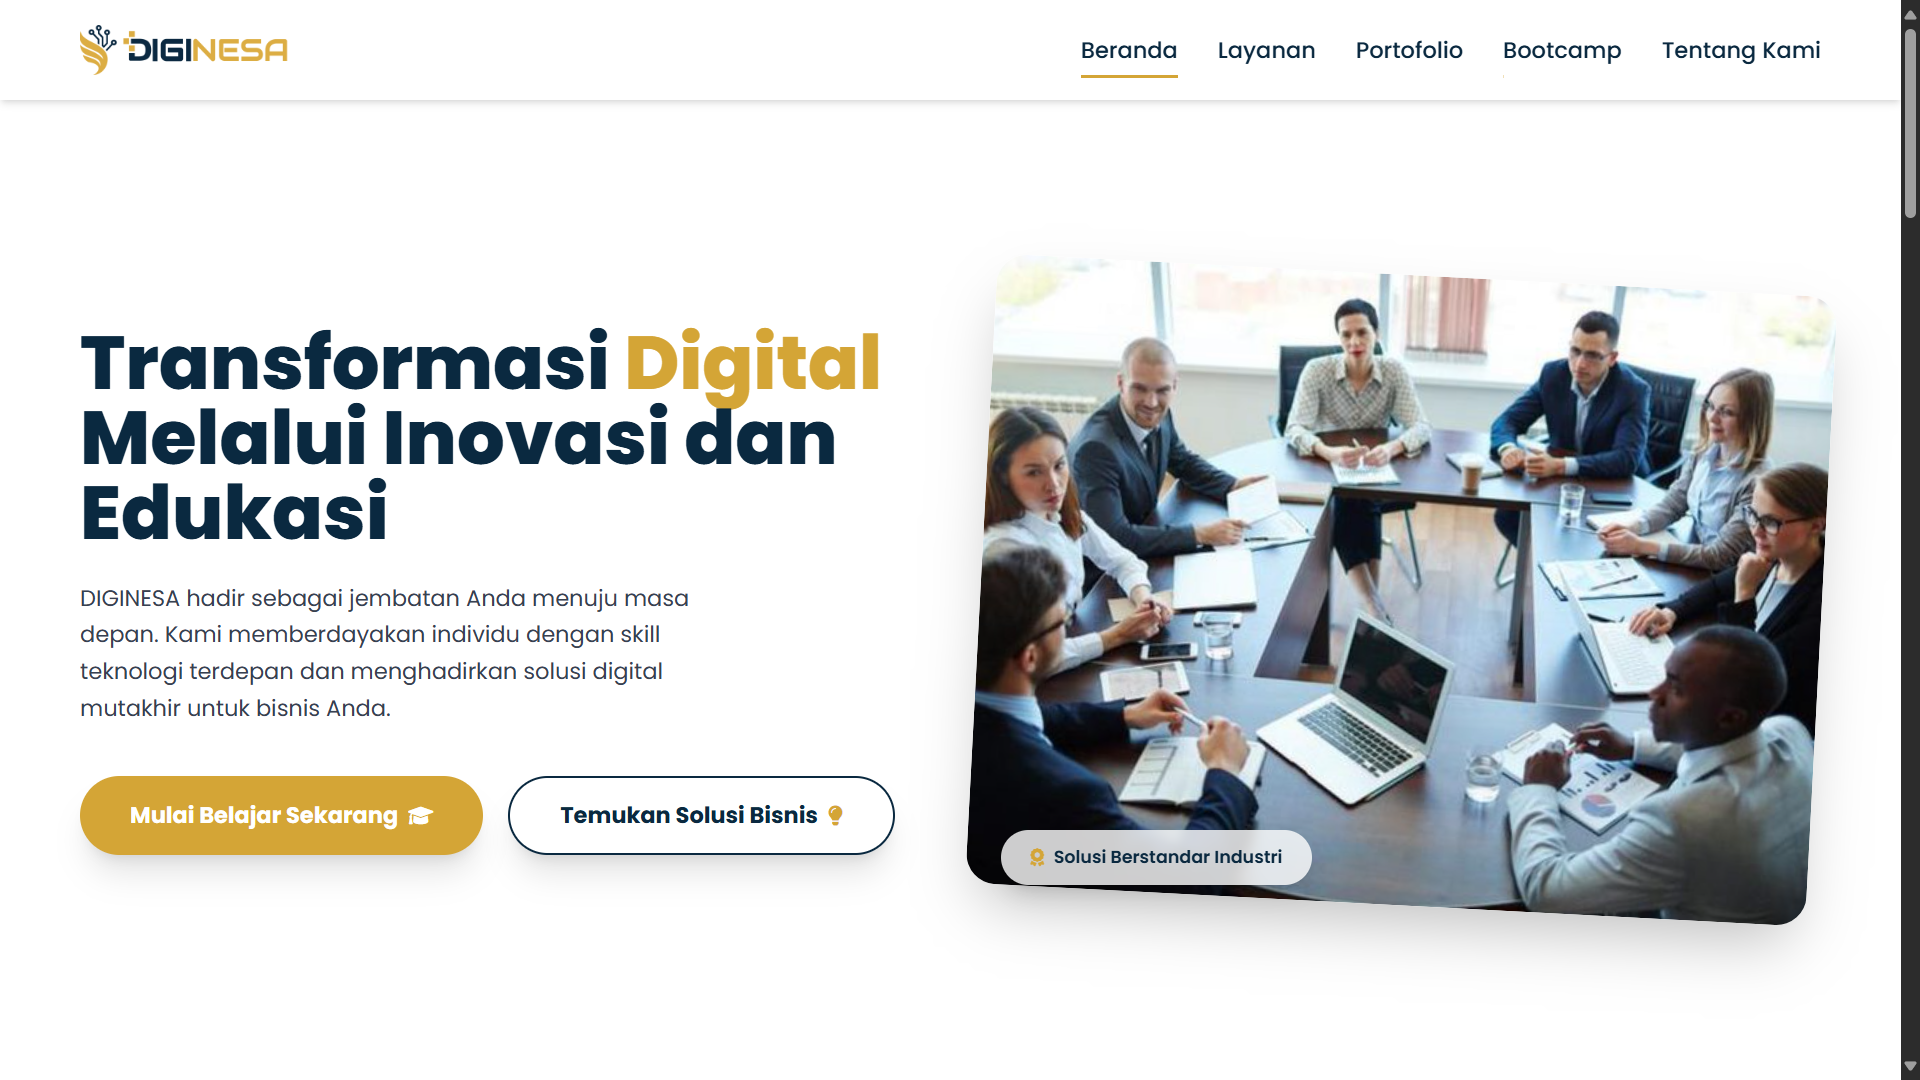 DIGINESA
Beranda
Layanan
Portofolio
Bootcamp
Tentang Kami
Transformasi Digital
Melalui Inovasi dan
Edukasi
DIGINESA hadir sebagai jembatan Anda menuju masa
depan. Kami memberdayakan individu dengan skill
teknologi terdepan dan menghadirkan solusi digital
mutakhir untuk bisnis Anda.
Mulai Belajar Sekarang
Temukan Solusi Bisnis
Solusi Berstandar Industri